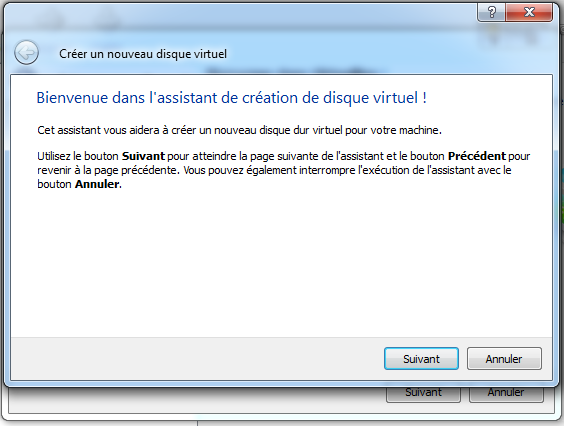 Créer un nouveau disque virtuel
Bienvenue dans l'assistant de création de disque virtuel !
Cet assistant vous aidera à créer un nouveau disque dur virtuel pour votre machine.
Utilisez le bouton Suivant pour atteindre la page suivante de l'assistant et le bouton Précédent pour
revenir à la page précédente. Vous pouvez également interrompre l'exécution de l'assistant avec le
bouton Annuler.
Suivant Annuler
Suivant Annuler